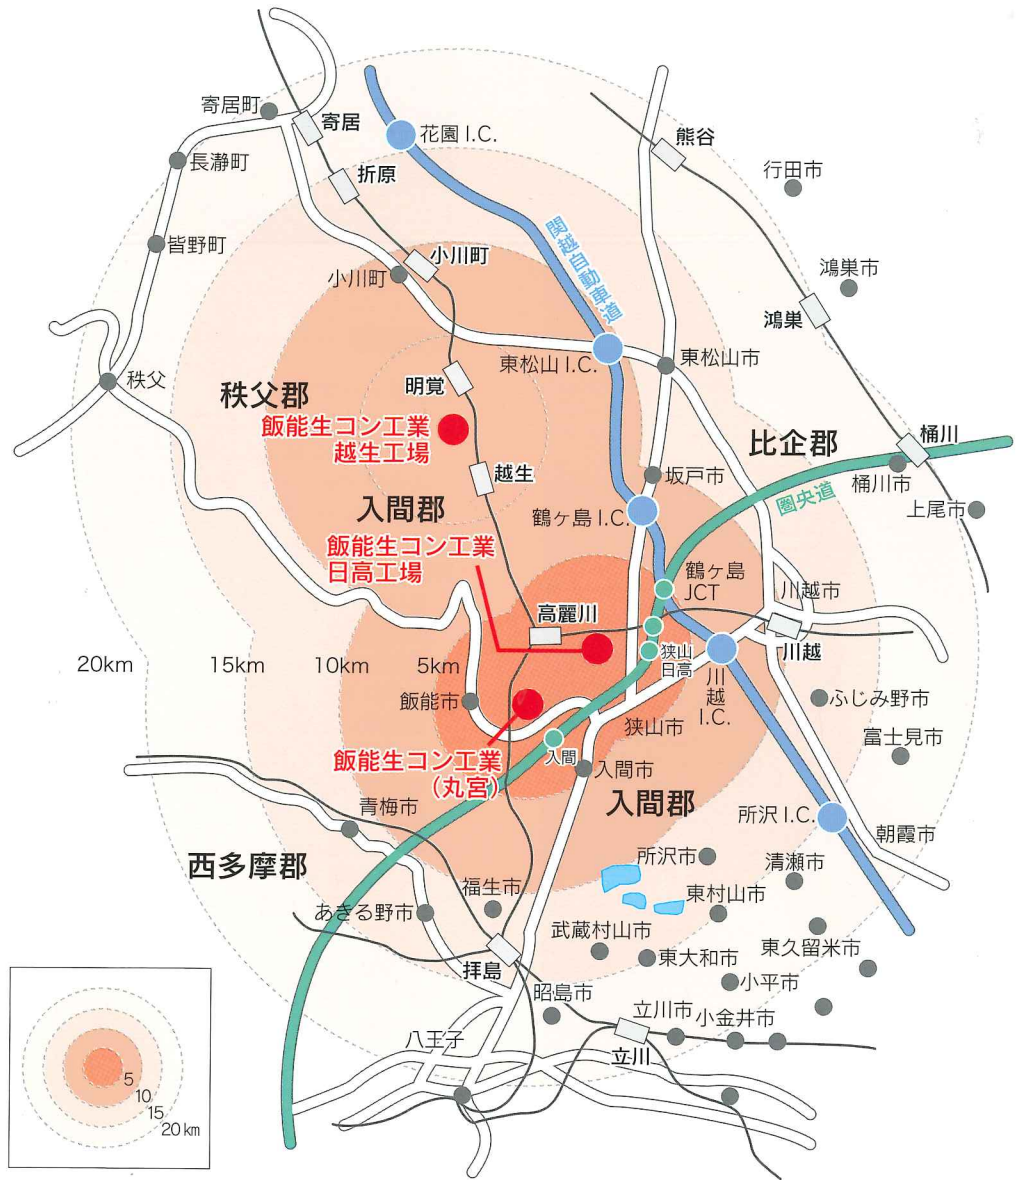 寄居町
寄居
花園 I.C.
熊谷
長瀞町
折原
行田市
皆野町
関越自動車道
小川町
小川町
鴻巣市
鴻巣
東松山 I.C.
東松山市
秩父
明覚
秩父郡
飯能生コン工業
越生工場
比企郡
桶川
桶川市
坂戸市
越生
圏央道
上尾市
入間郡
鶴ヶ島 I.C.
飯能生コン工業
日高工場
鶴ヶ島
JCT
川越市
高麗川
川越
狭山
日高
20km
15km
10km
5km
川越
I.C.
飯能市
ふじみ野市
狭山市
富士見市
飯能生コン工業
（丸宮）
入間
入間市
入間郡
青梅市
所沢 I.C.
朝霞市
西多摩郡
所沢市
清瀬市
福生市
東村山市
あきる野市
武蔵村山市
東大和市
東久留米市
拝島
小平市
昭島市
立川市
小金井市
八王子
立川
5
10
15
20 km